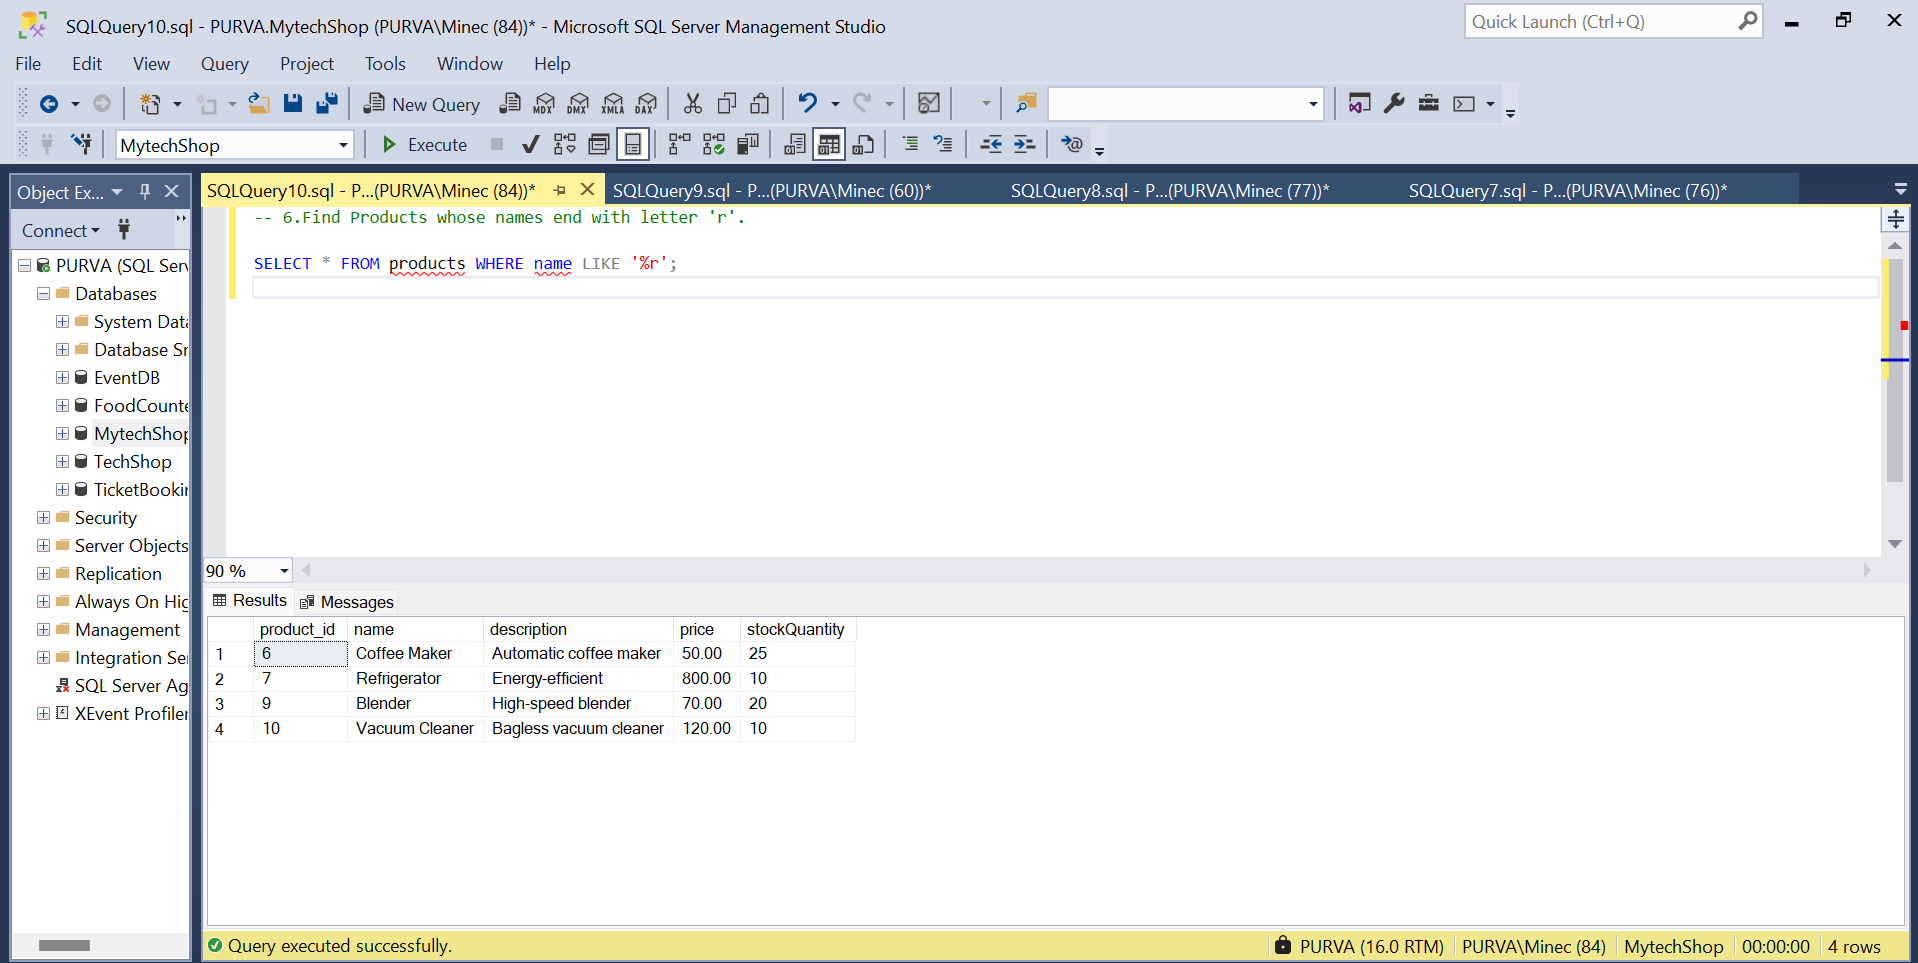 SQLQuery10.sql - PURVA.MytechShop (PURVA\Minec (84))* - Microsoft SQL Server Management Studio
Quick Launch (Ctrl+Q)
File Edit View Query Project Tools Window Help
New Query MDX DMX XMLA DAX
MytechShop Execute
Object Ex...
SQLQuery10.sql - P...(PURVA\Minec (84))* SQLQuery9.sql - P...(PURVA\Minec (60))* SQLQuery8.sql - P...(PURVA\Minec (77))* SQLQuery7.sql - P...(PURVA\Minec (76))*
Connect
PURVA (SQL Serv
Databases
System Data
Database Sn
EventDB
FoodCounte
MytechShop
TechShop
TicketBookin
Security
Server Objects
Replication
Always On Hig
Management
Integration Se
SQL Server Ag
XEvent Profiler
-- 6.Find Products whose names end with letter 'r'.
SELECT * FROM products WHERE name LIKE '%r';
90 %
Results Messages
product_id name description price stockQuantity
1 6 Coffee Maker Automatic coffee maker 50.00 25
2 7 Refrigerator Energy-efficient 800.00 10
3 9 Blender High-speed blender 70.00 20
4 10 Vacuum Cleaner Bagless vacuum cleaner 120.00 10
Query executed successfully. PURVA (16.0 RTM) PURVA\Minec (84) MytechShop 00:00:00 4 rows